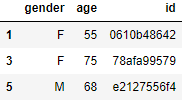 gender age id
1 F 55 0610b48642
3 F 75 78afa99579
5 M 68 e2127556f4